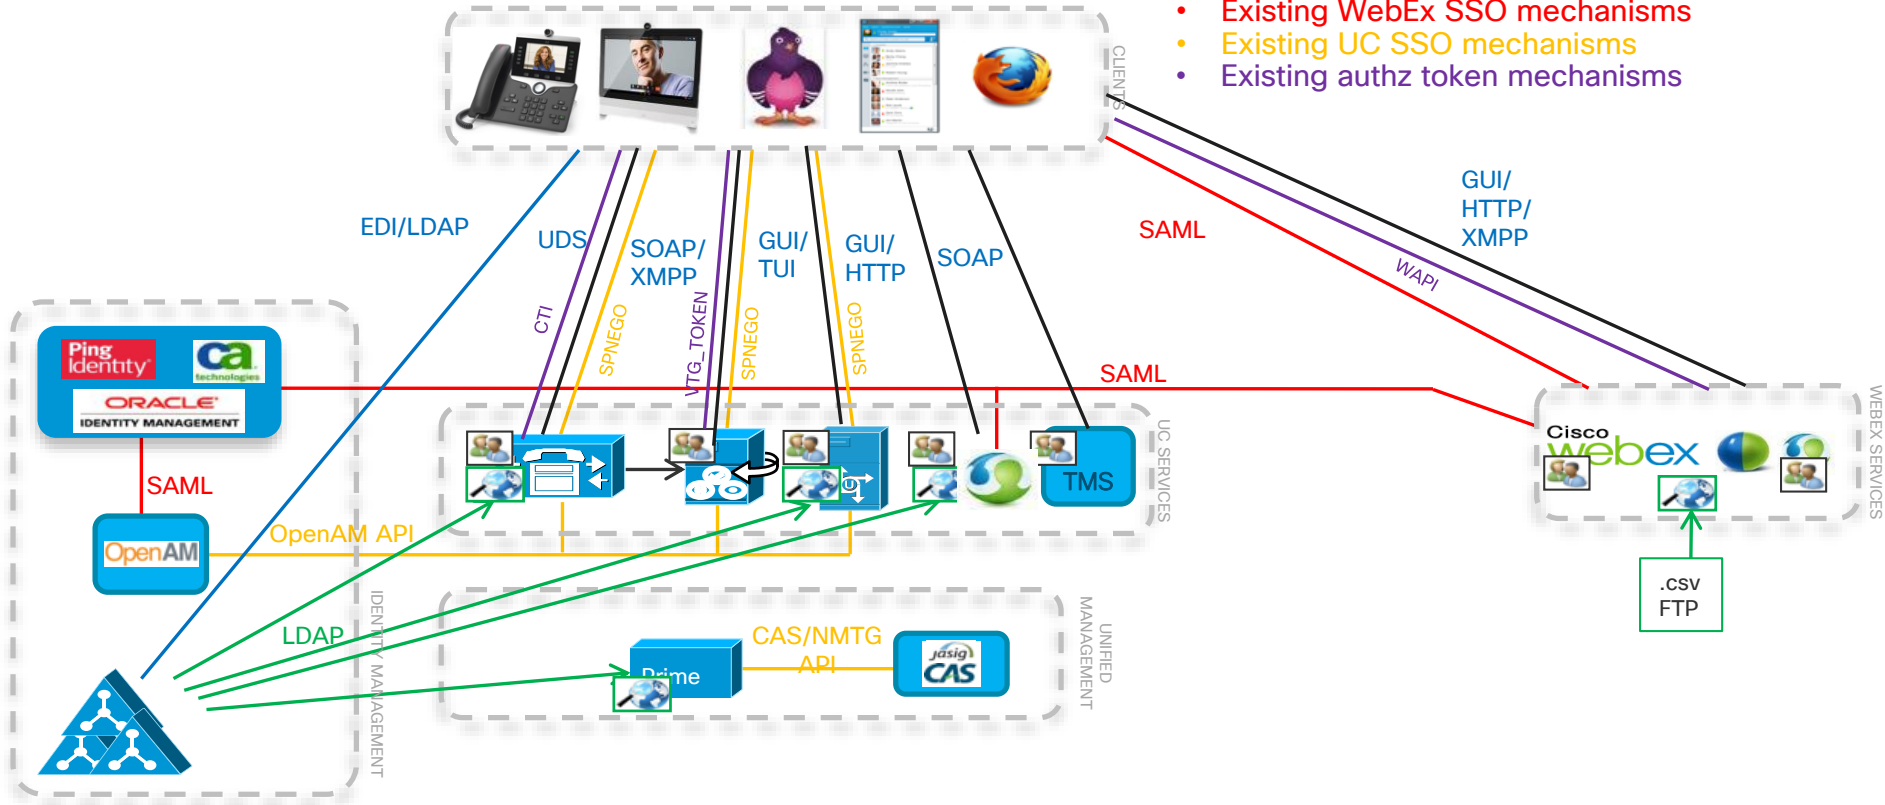 • Existing WebEx SSO mechanisms
• Existing UC SSO mechanisms
• Existing authz token mechanisms
CLIENTS
EDI/LDAP
UDS
SOAP/
XMPP
GUI/
TUI
GUI/
HTTP
SOAP
SAML
GUI/
HTTP/
XMPP
WAPI
CTI
SPNEGO
VTG_TOKEN
SPNEGO
SPNEGO
SAML
Ping
Identity
ca
technologies
ORACLE
IDENTITY MANAGEMENT
SAML
OpenAM
OpenAM API
IDENTITY MANAGEMENT
LDAP
TMS
UC SERVICES
Cisco
webex
WEBEX SERVICES
.csv
FTP
Prime
CAS/NMTG
API
jasig
CAS
UNIFIED
MANAGEMENT